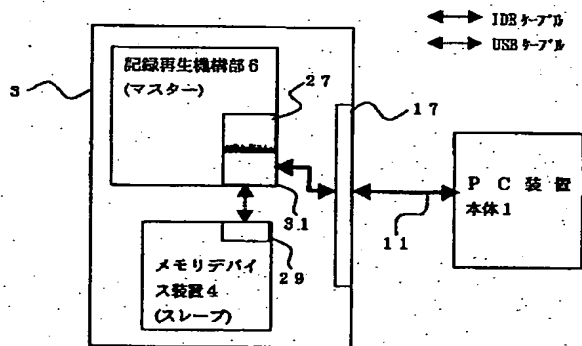 IDEケーブル
USBケーブル
3
記録再生機構部6
(マスター)
27
17
31
メモリデバイ
ス装置4
(スレーブ)
29
11
PC装置
本体1